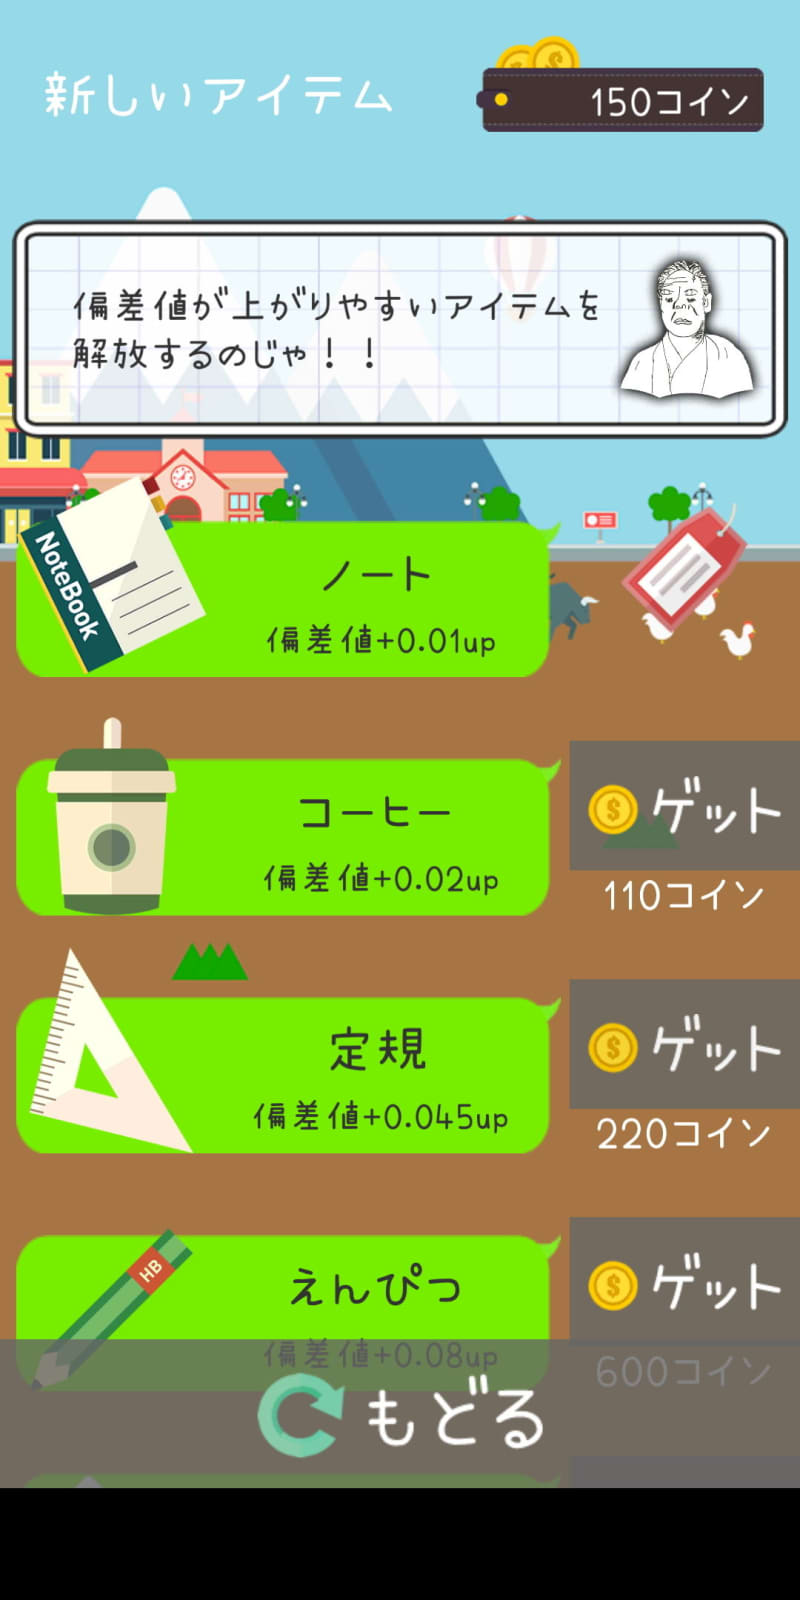 新しいアイテム
150コイン
偏差値が上がりやすいアイテムを
解放するのじゃ！！
NoteBook
ノート
偏差値+0.01up
コーヒー
偏差値+0.02up
ゲット
110コイン
定規
偏差値+0.045up
ゲット
220コイン
HB
えんぴつ
偏差値+0.08up
ゲット
600コイン
もどる